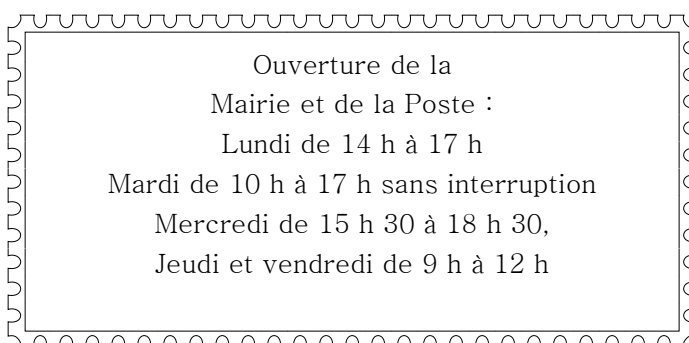 Ouverture de la
Mairie et de la Poste :
Lundi de 14 h à 17 h
Mardi de 10 h à 17 h sans interruption
Mercredi de 15 h 30 à 18 h 30,
Jeudi et vendredi de 9 h à 12 h